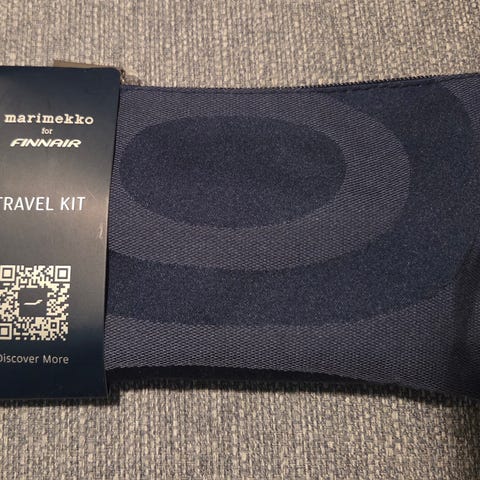 marimekko
for
FINNAIR
TRAVEL KIT
Discover More